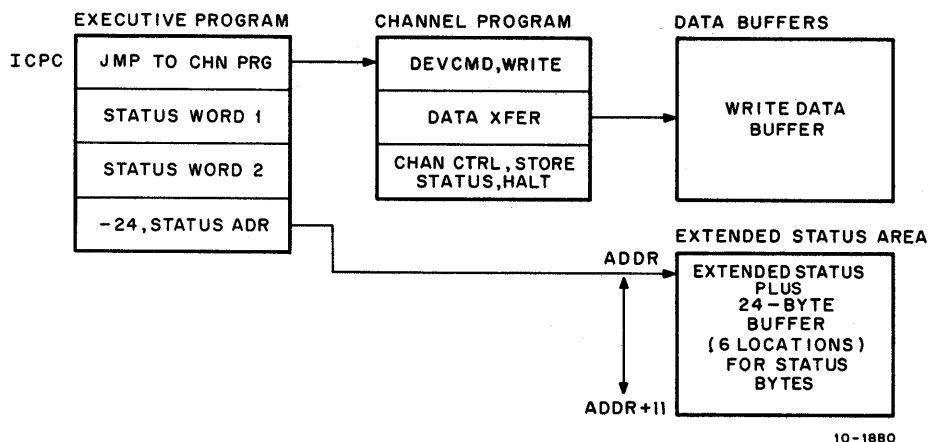 EXECUTIVE PROGRAM
CHANNEL PROGRAM
DATA BUFFERS
ICPC
JMP TO CHN PRG
STATUS WORD 1
STATUS WORD 2
-24,STATUS ADR
DEVCMD,WRITE
DATA XFER
CHAN CTRL, STORE
STATUS,HALT
WRITE DATA
BUFFER
EXTENDED STATUS AREA
ADDR
ADDR+11
EXTENDED STATUS
PLUS
24-BYTE
BUFFER
(6 LOCATIONS)
FOR STATUS
BYTES
10-1880